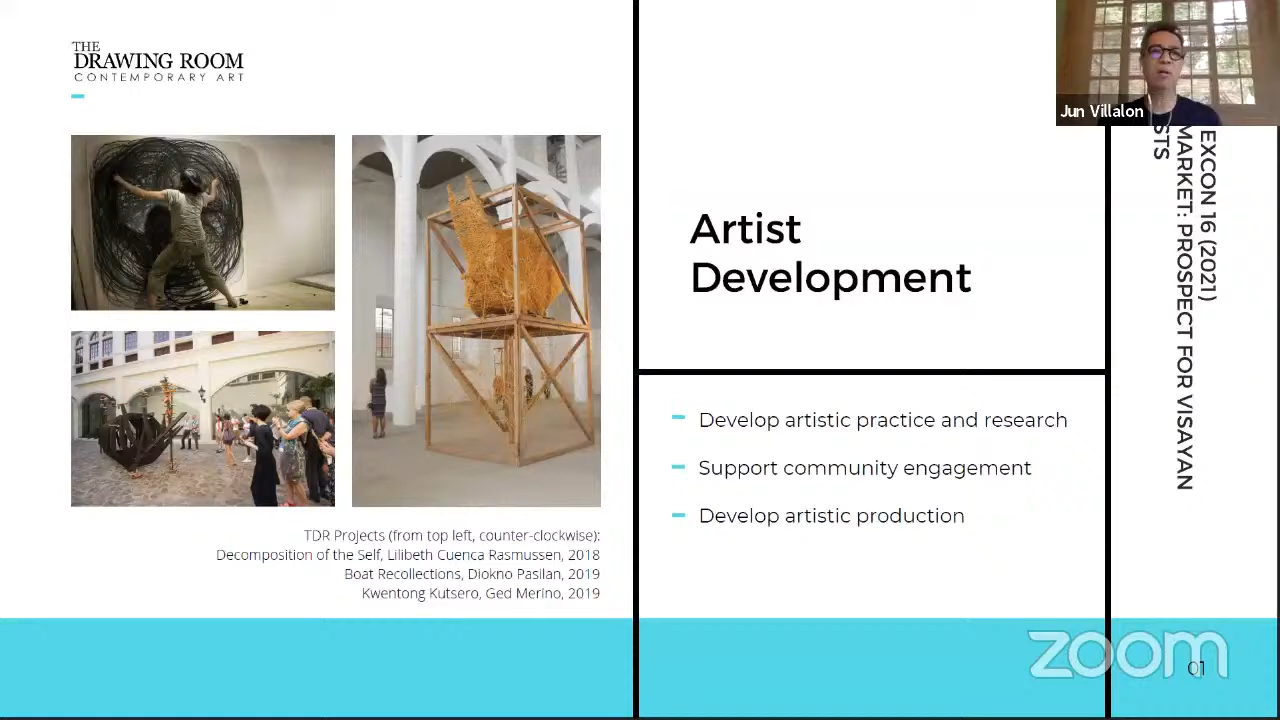 THE
DRAWING ROOM
CONTEMPORARY ART
TDR Projects (from top left, counter-clockwise):
Decomposition of the Self, Lilibeth Cuenca Rasmussen, 2018
Boat Recollections, Diokno Pasilan, 2019
Kwentong Kutsero, Ged Merino, 2019
Artist
Development
Develop artistic practice and research
Support community engagement
Develop artistic production
Jun Villalon
EXCON 16 (2021)
MARKET: PROSPECT FOR VISAYAN
STS
zoom
01